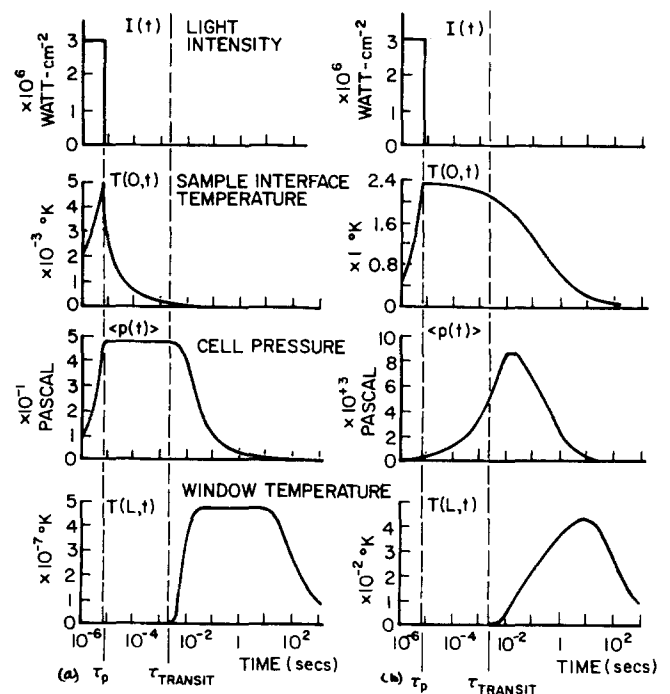 I(t) LIGHT INTENSITY
×10⁶ WATT-cm⁻²
3
2
1
0
T(0,t) SAMPLE INTERFACE TEMPERATURE
×10⁻³ °K
5
4
3
2
1
0
<p(t)> CELL PRESSURE
×10⁻¹ PASCAL
5
4
3
2
1
0
WINDOW TEMPERATURE
T(L,t)
×10⁻⁷ °K
5
4
3
2
1
0
10⁻⁶ 10⁻⁴ 10⁻² 1 10² TIME (secs)
(a) τp τTRANSIT
I(t)
×10⁶ WATT-cm⁻²
3
2
1
0
T(0,t)
×1 °K
2.4
1.6
0.8
0
<p(t)>
×10⁺³ PASCAL
10
8
6
4
2
0
T(L,t)
×10⁻² °K
4
3
2
1
0
10⁻⁶ 10⁻⁴ 10⁻² 1 10² TIME (secs)
(b) τp τTRANSIT